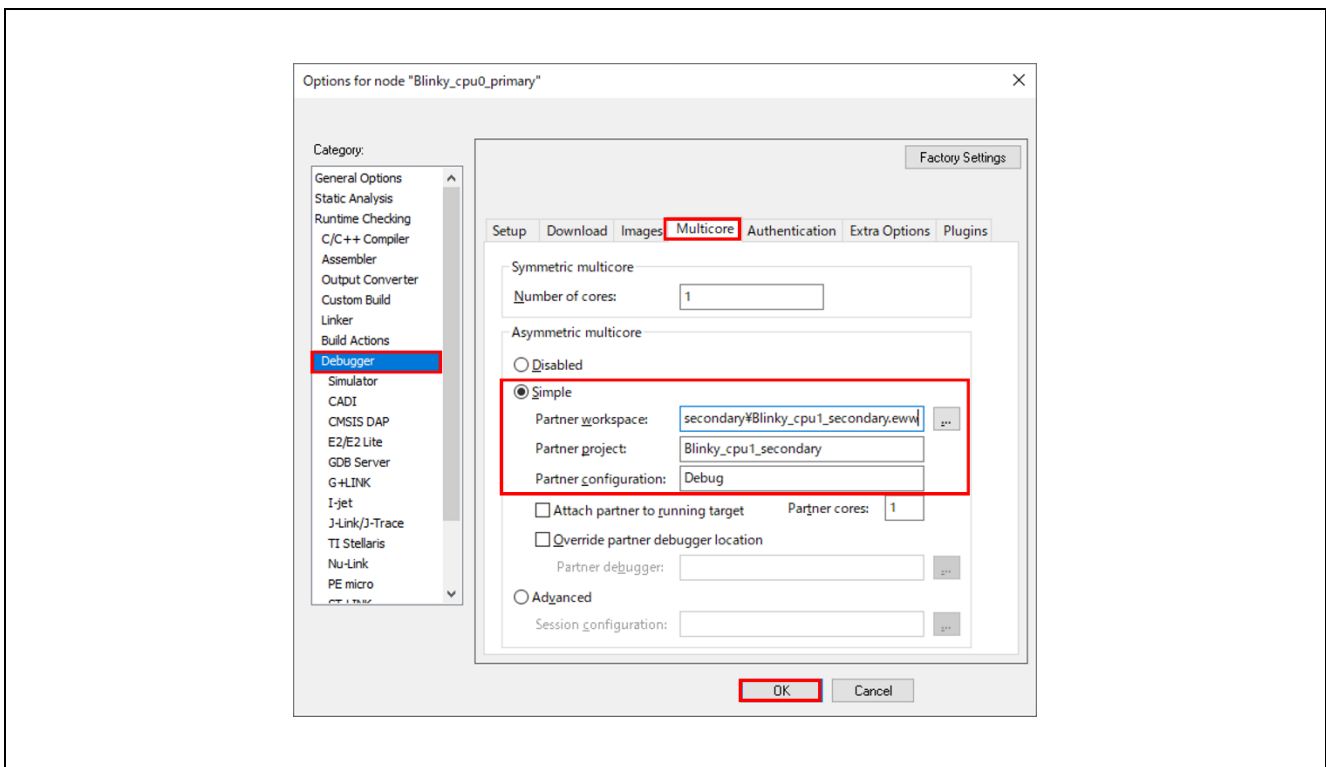 Options for node "Blinky_cpu0_primary"
Category:
General Options
Static Analysis
Runtime Checking
C/C++ Compiler
Assembler
Output Converter
Custom Build
Linker
Build Actions
Debugger
Simulator
CADI
CMSIS DAP
E2/E2 Lite
GDB Server
G+LINK
I-jet
J-Link/J-Trace
TI Stellaris
Nu-Link
PE micro
Factory Settings
Setup Download Images Multicore Authentication Extra Options Plugins
Symmetric multicore
Number of cores: 1
Asymmetric multicore
Disabled
Simple
Partner workspace: secondary¥Blinky_cpu1_secondary.eww ...
Partner project: Blinky_cpu1_secondary
Partner configuration: Debug
Attach partner to running target Partner cores: 1
Override partner debugger location
Partner debugger: ...
Advanced
Session configuration: ...
OK Cancel